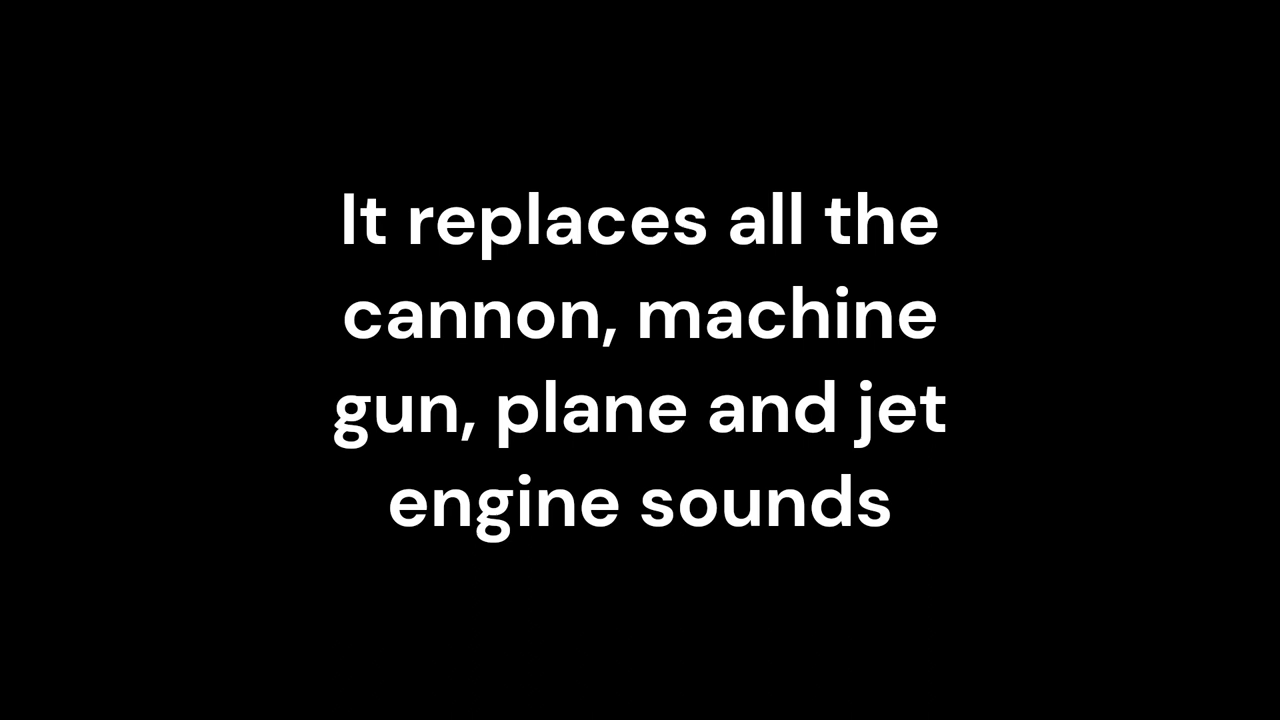 It replaces all the
cannon, machine
gun, plane and jet
engine sounds